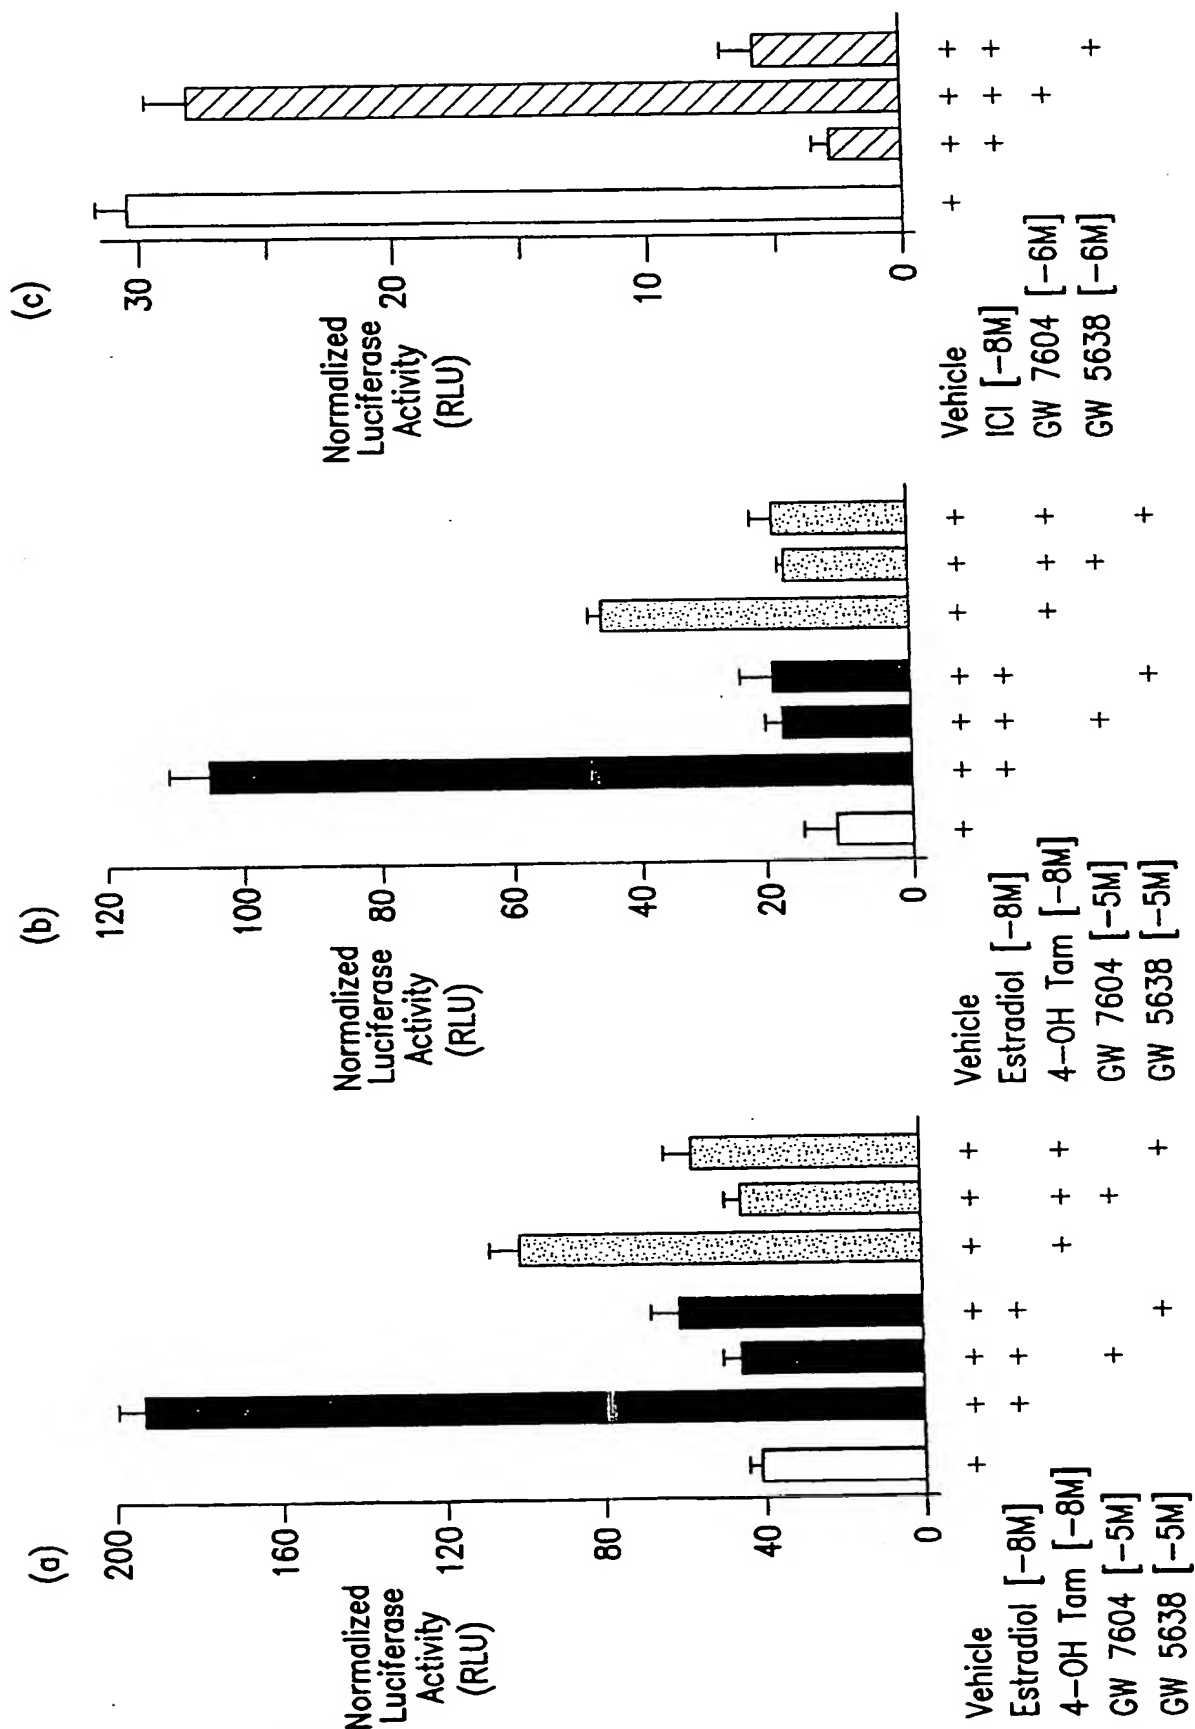 (a)
Normalized
Luciferase
Activity
(RLU)
200
160
120
80
40
0
Vehicle + + + + + + +
Estradiol [-8M] + + +
4-OH Tam [-8M] + + +
GW 7604 [-5M] + +
GW 5638 [-5M] + +
(b)
Normalized
Luciferase
Activity
(RLU)
120
100
80
60
40
20
0
Vehicle + + + + + + +
Estradiol [-8M] + + +
4-OH Tam [-8M] + + +
GW 7604 [-5M] + +
GW 5638 [-5M] + +
(c)
Normalized
Luciferase
Activity
(RLU)
30
20
10
0
Vehicle + + + +
ICI [-8M] + + +
GW 7604 [-6M] +
GW 5638 [-6M] +